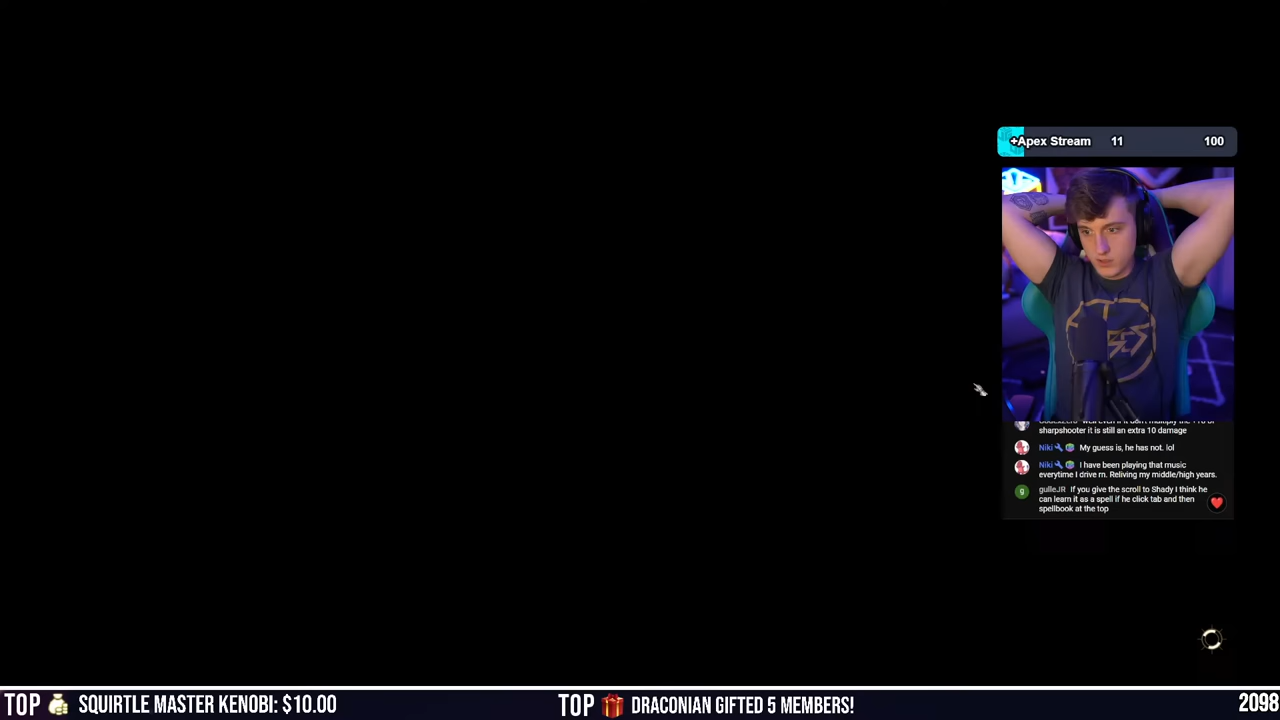 +Apex Stream 11 100
sharpshooter it is still an extra 10 damage
Niki My guess is, he has not. lol
Niki I have been playing that music
everytime I drive rn. Reliving my middle/high years.
g gulleJR If you give the scroll to Shady I think he
can learn it as a spell if he click tab and then
spellbook at the top
TOP SQUIRTLE MASTER KENOBI: $10.00
TOP DRACONIAN GIFTED 5 MEMBERS!
2098